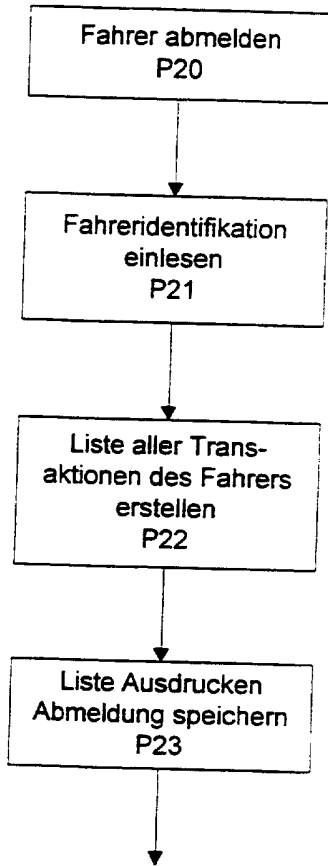 Fahrer abmelden
P20
Fahreridentifikation
einlesen
P21
Liste aller Trans-
aktionen des Fahrers
erstellen
P22
Liste Ausdrucken
Abmeldung speichern
P23